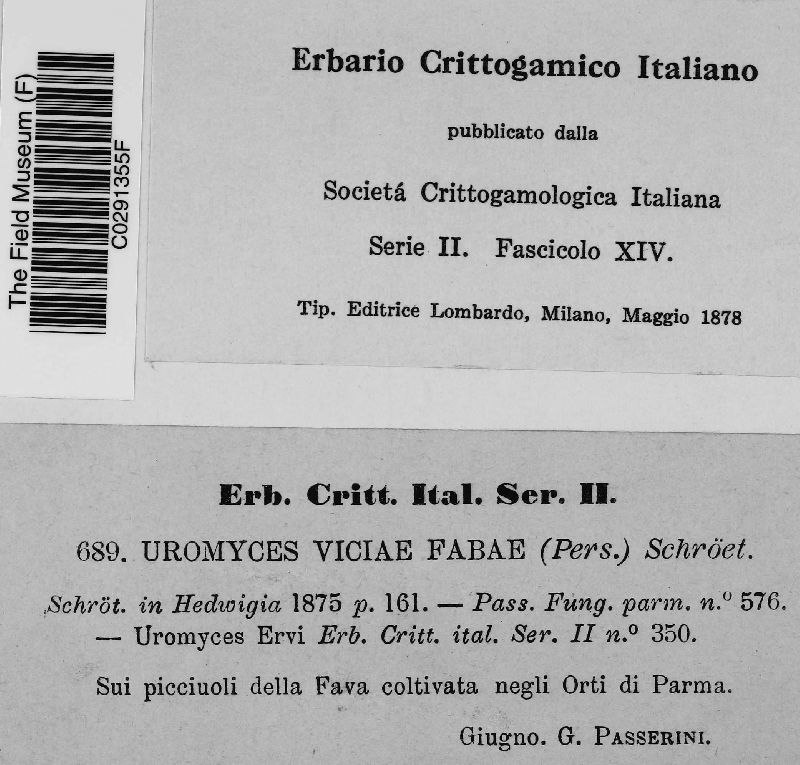 The Field Museum (F)
C0291355F
Erbario Crittogamico Italiano
pubblicato dalla
Societá Crittogamologica Italiana
Serie II. Fascicolo XIV.
Tip. Editrice Lombardo, Milano, Maggio 1878
Erb. Critt. Ital. Ser. II.
689. UROMYCES VICIAE FABAE (Pers.) Schröet.
Schröt. in Hedwigia 1875 p. 161. — Pass. Fung. parm. n.º 576.
— Uromyces Ervi Erb. Critt. ital. Ser. II n.º 350.
Sui picciuoli della Fava coltivata negli Orti di Parma.
Giugno. G. PASSERINI.